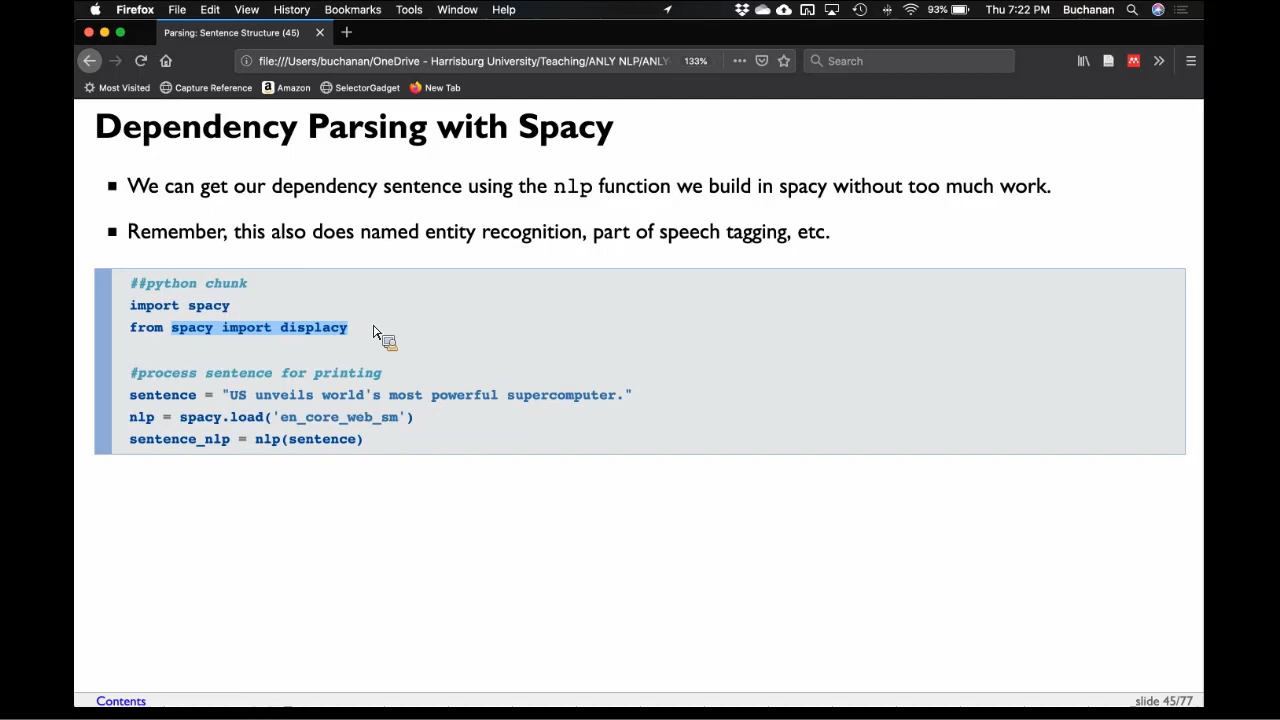 Firefox File Edit View History Bookmarks Tools Window Help 93% Thu 7:22 PM Buchanan
Parsing: Sentence Structure (45)
file:///Users/buchanan/OneDrive - Harrisburg University/Teaching/ANLY NLP/ANLY 133% Search
Most Visited Capture Reference Amazon SelectorGadget New Tab
Dependency Parsing with Spacy
We can get our dependency sentence using the nlp function we build in spacy without too much work.
Remember, this also does named entity recognition, part of speech tagging, etc.
##python chunk
import spacy
from spacy import displacy
#process sentence for printing
sentence = "US unveils world's most powerful supercomputer."
nlp = spacy.load('en_core_web_sm')
sentence_nlp = nlp(sentence)
Contents slide 45/77